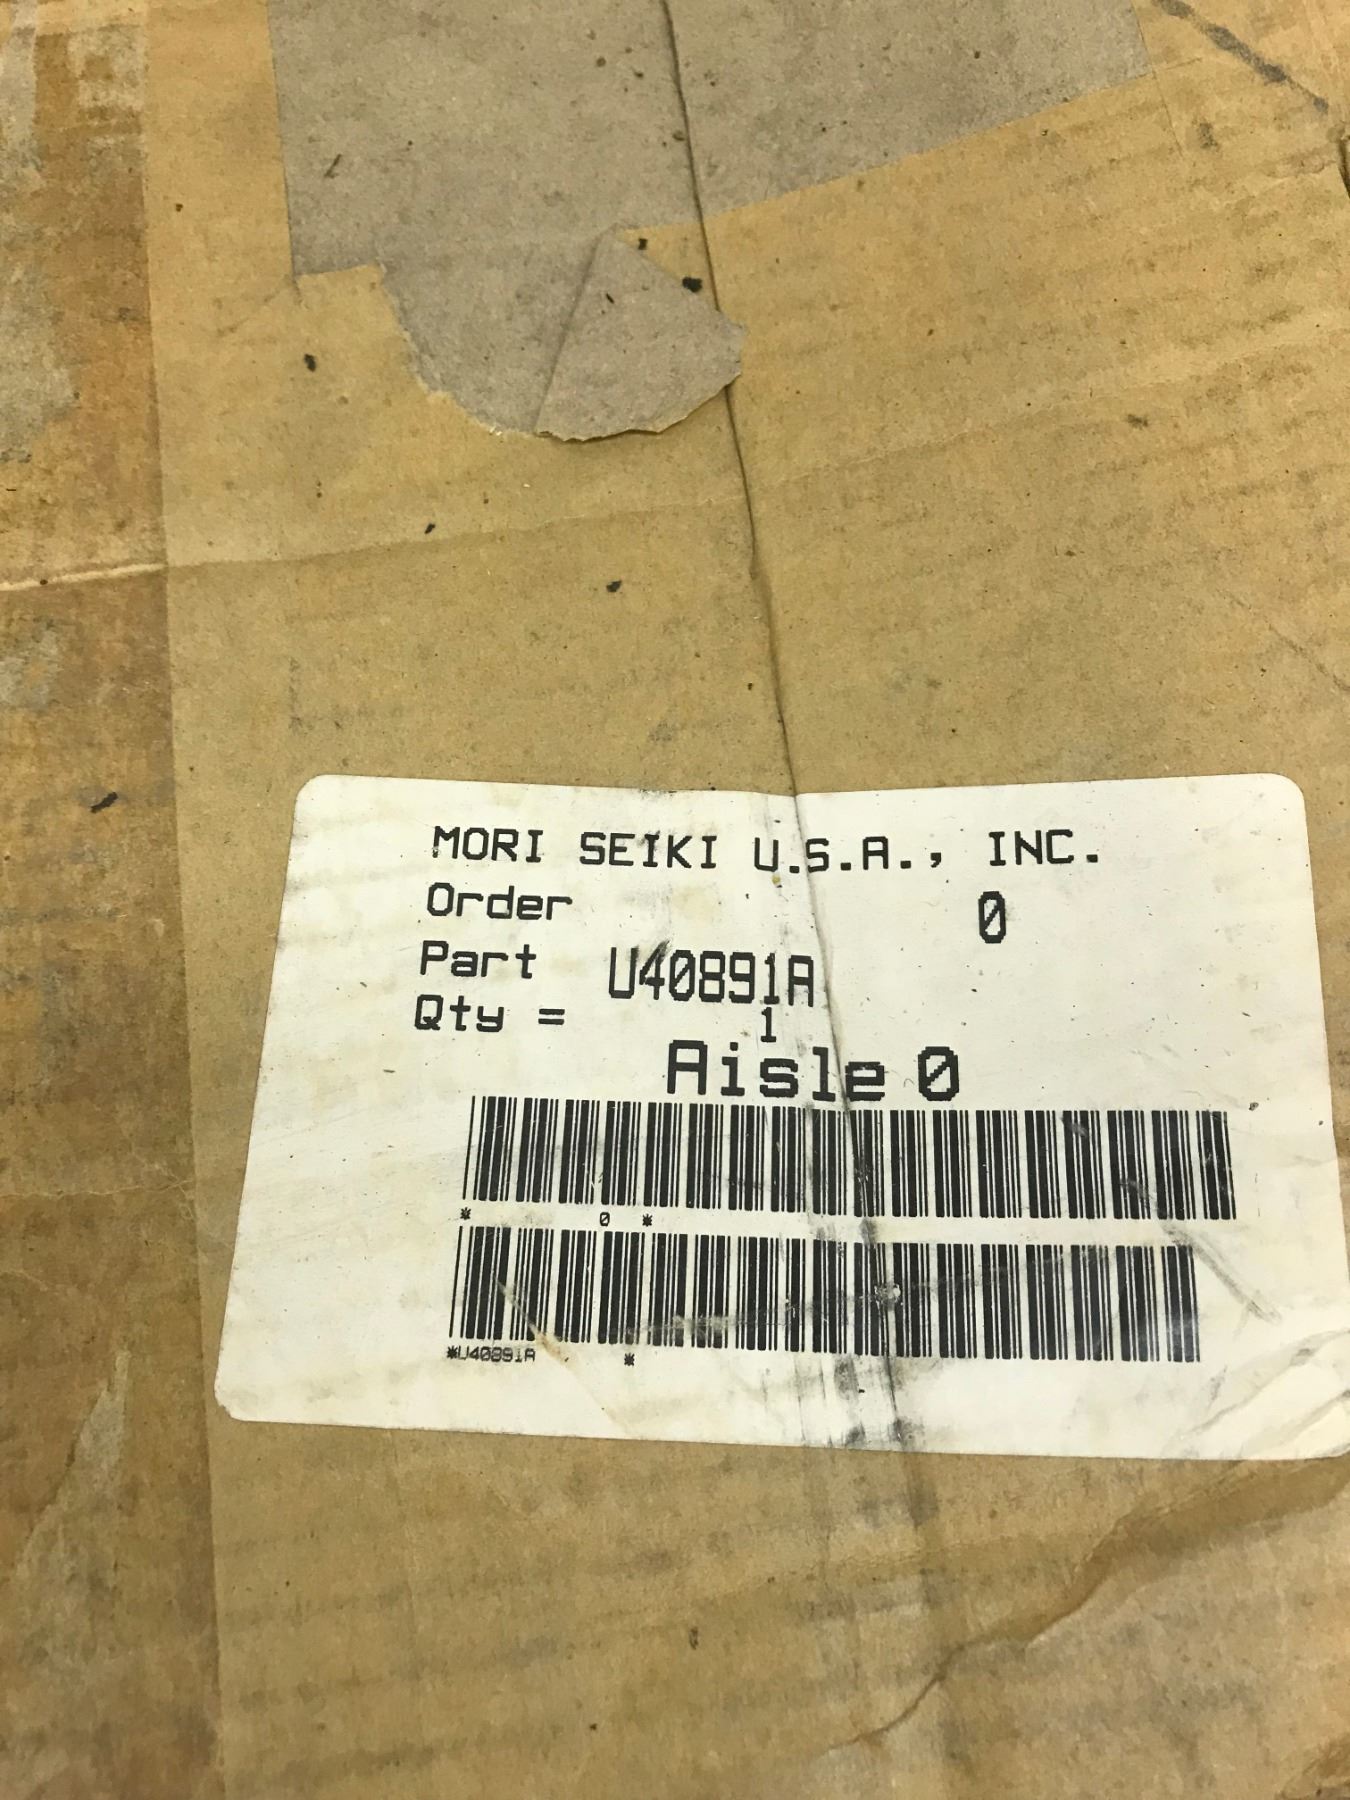 MORI SEIKI U.S.A., INC.
Order 0
Part U40891A
Qty = 1
Aisle 0
* 0 *
*U40891A *